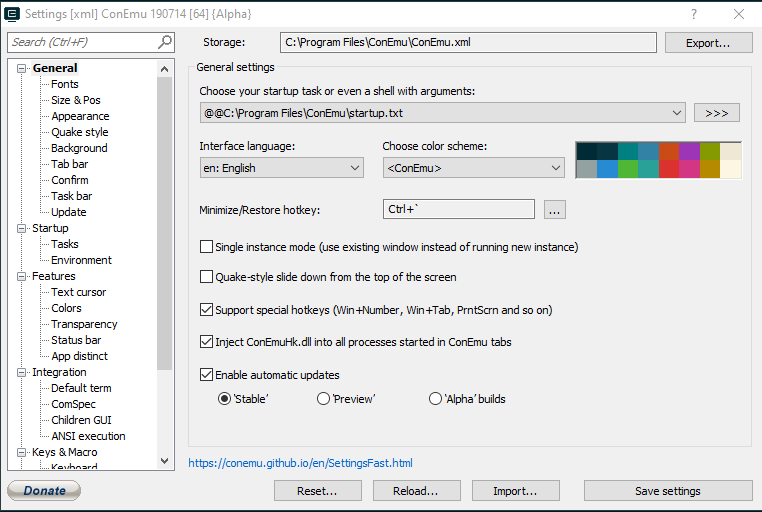 Settings [xml] ConEmu 190714 [64] {Alpha}
Search (Ctrl+F)
Storage:
C:\Program Files\ConEmu\ConEmu.xml
Export...
General
Fonts
Size & Pos
Appearance
Quake style
Background
Tab bar
Confirm
Task bar
Update
Startup
Tasks
Environment
Features
Text cursor
Colors
Transparency
Status bar
App distinct
Integration
Default term
ComSpec
Children GUI
ANSI execution
Keys & Macro
Keyboard
General settings
Choose your startup task or even a shell with arguments:
@@C:\Program Files\ConEmu\startup.txt
>>>
Interface language:
Choose color scheme:
en: English
<ConEmu>
Minimize/Restore hotkey:
Ctrl+`
...
Single instance mode (use existing window instead of running new instance)
Quake-style slide down from the top of the screen
Support special hotkeys (Win+Number, Win+Tab, PrntScrn and so on)
Inject ConEmuHk.dll into all processes started in ConEmu tabs
Enable automatic updates
'Stable'
'Preview'
'Alpha' builds
https://conemu.github.io/en/SettingsFast.html
Donate
Reset...
Reload...
Import...
Save settings